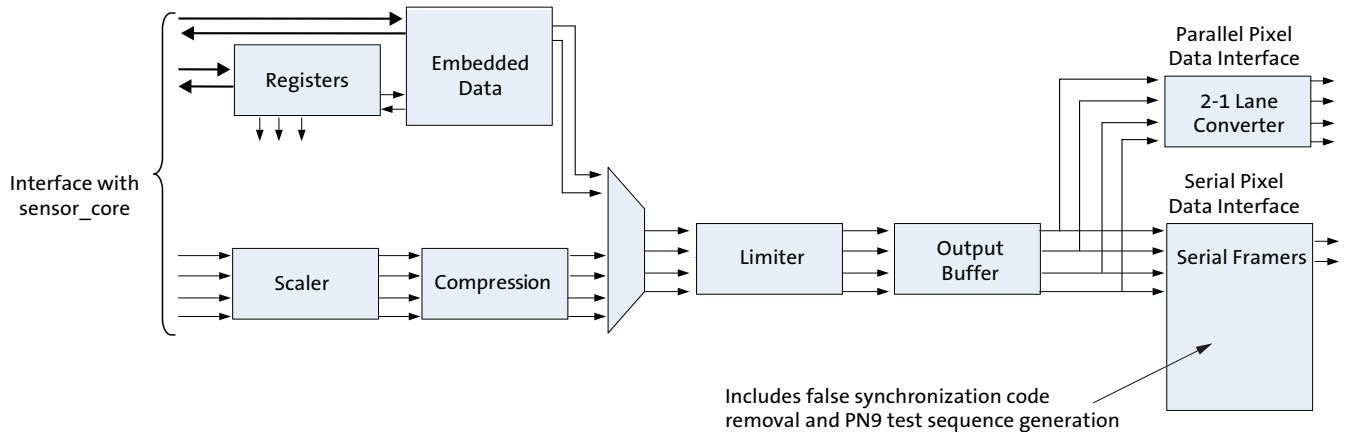 Interface with
sensor_core
Registers
Embedded
Data
Scaler
Compression
Limiter
Output
Buffer
Parallel Pixel
Data Interface
2-1 Lane
Converter
Serial Pixel
Data Interface
Serial Framers
Includes false synchronization code
removal and PN9 test sequence generation